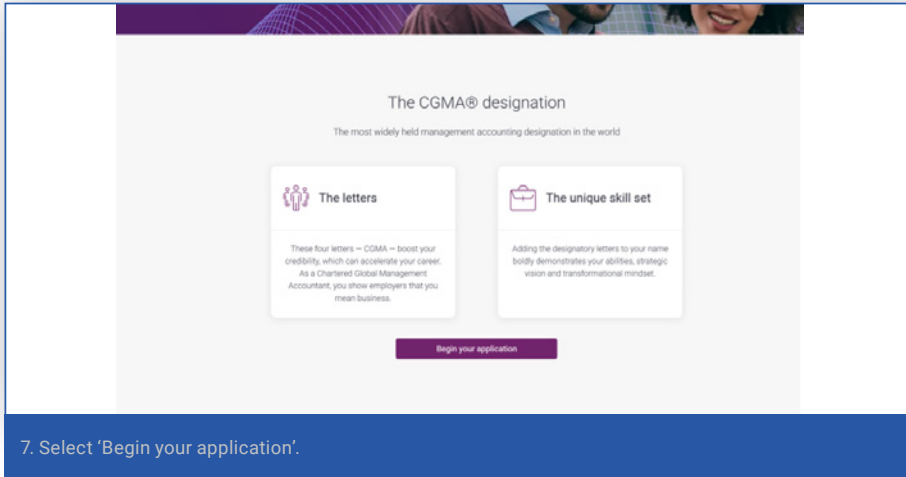 The CGMA® designation
The most widely held management accounting designation in the world
The letters
These four letters — CGMA — boost your
credibility, which can accelerate your career.
As a Chartered Global Management
Accountant, you show employers that you
mean business.
The unique skill set
Adding the designatory letters to your name
boldly demonstrates your abilities, strategic
vision and transformational mindset.
Begin your application
7. Select ‘Begin your application’.